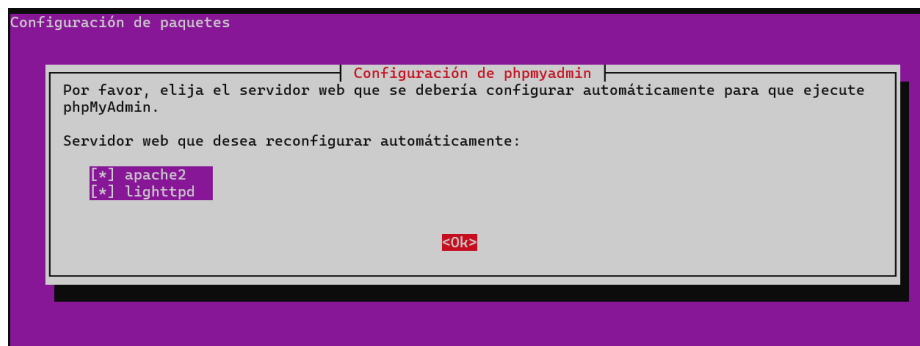 Configuración de paquetes
Configuración de phpmyadmin
Por favor, elija el servidor web que se debería configurar automáticamente para que ejecute
phpMyAdmin.
Servidor web que desea reconfigurar automáticamente:
[*] apache2
[*] lighttpd
<Ok>